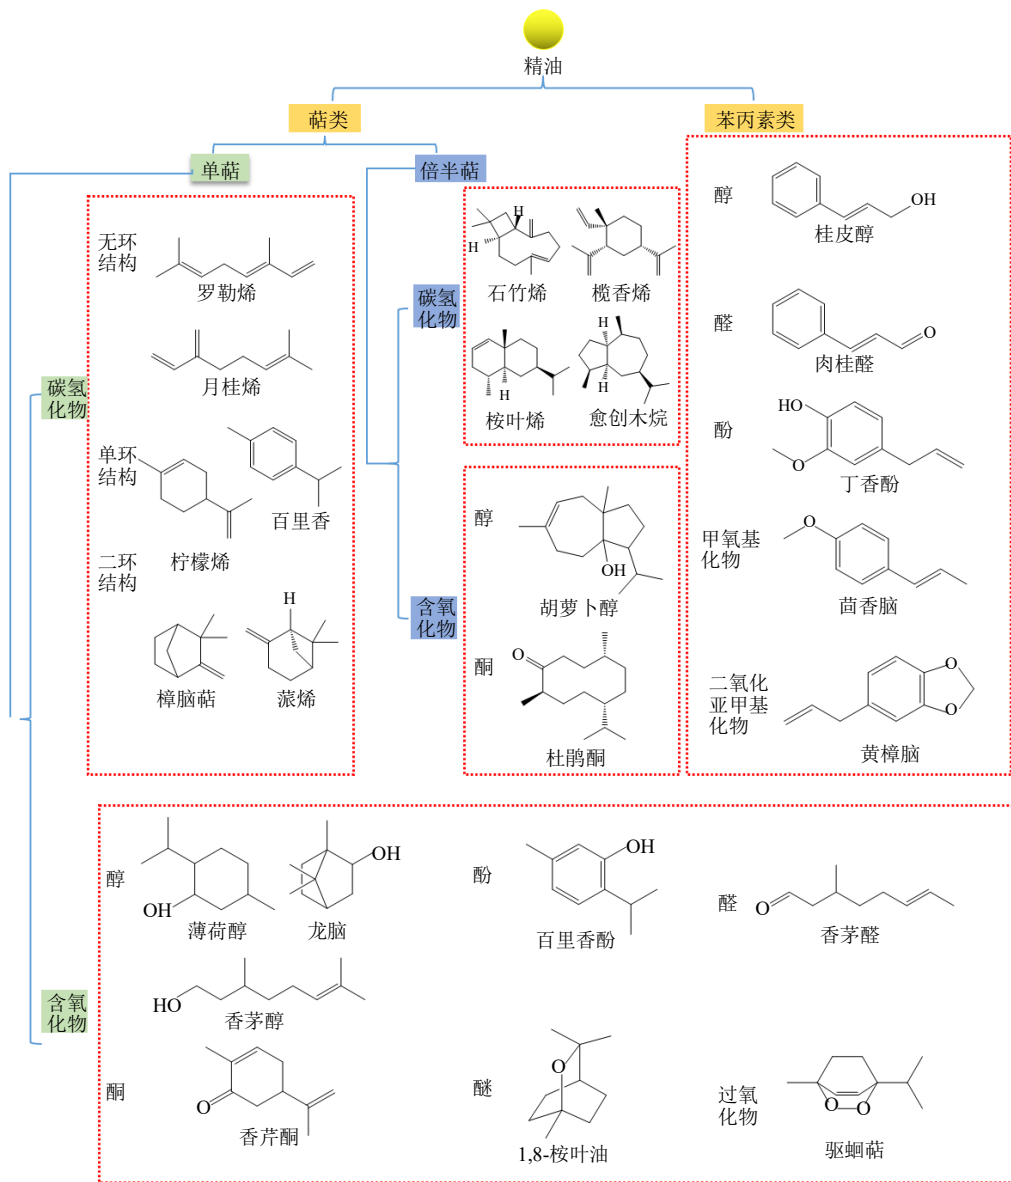 精油
萜类
苯丙素类
单萜
倍半萜
碳氢
化物
无环
结构
罗勒烯
月桂烯
单环
结构
柠檬烯
百里香
二环
结构
H
樟脑萜
蒎烯
碳氢
化物
H
H
石竹烯
榄香烯
H
桉叶烯
H
H
愈创木烷
含氧
化物
醇
OH
胡萝卜醇
酮
O
杜鹃酮
醇
OH
桂皮醇
醛
O
肉桂醛
酚
HO
O
丁香酚
甲氧基
化物
O
茴香脑
二氧化
亚甲基
化物
O
O
黄樟脑
含氧
化物
醇
OH
薄荷醇
OH
龙脑
HO
香茅醇
酚
OH
百里香酚
醛
O
香茅醛
酮
O
香芹酮
醚
O
1,8-桉叶油
过氧
化物
O
O
驱蛔萜